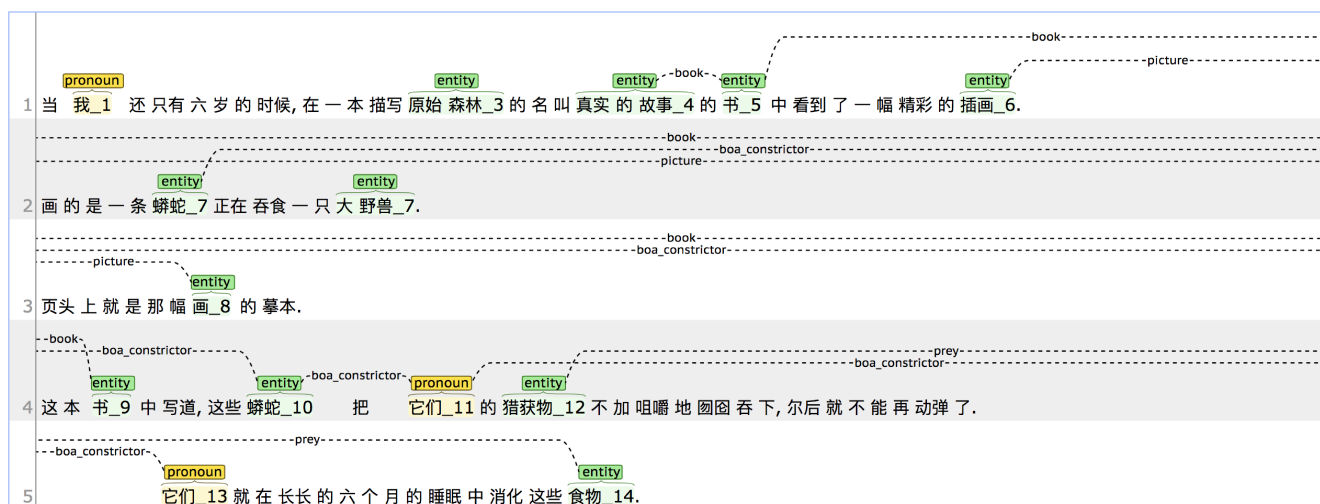 book
picture
pronoun entity entity book entity entity
1 当 我_1 还 只有 六 岁 的 时候, 在 一 本 描写 原始 森林_3 的 名 叫 真实 的 故事_4 的 书_5 中 看到 了 一 幅 精彩 的 插画_6.
book
boa_constrictor
picture
entity entity
2 画 的 是 一 条 蟒蛇_7 正在 吞食 一 只 大 野兽_7.
book
boa_constrictor
picture
entity
3 页头 上 就 是 那 幅 画_8 的 摹本.
book
boa_constrictor prey
boa_constrictor boa_constrictor
entity entity pronoun entity
4 这 本 书_9 中 写道, 这些 蟒蛇_10 把 它们_11 的 猎获物_12 不 加 咀嚼 地 囫囵 吞 下, 尔后 就 不 能 再 动弹 了.
prey
boa_constrictor
pronoun entity
5 它们_13 就 在 长长 的 六 个 月 的 睡眠 中 消化 这些 食物_14.